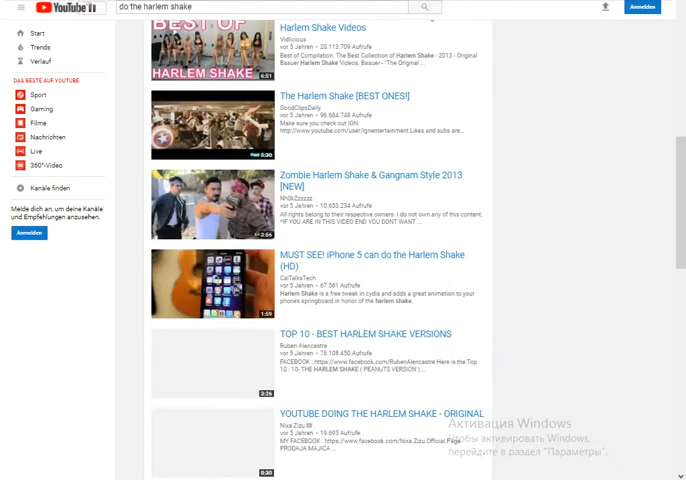 YouTube
do the harlem shake
Anmelden
Start
Trends
Verlauf
DAS BESTE AUF YOUTUBE
Sport
Gaming
Filme
Nachrichten
Live
360°-Video
Kanäle finden
Melde dich an, um deine Kanäle
und Empfehlungen anzusehen.
Anmelden
BEST OF
HARLEM SHAKE
6:51
Harlem Shake Videos
Vidlicious
vor 5 Jahren • 20.113.709 Aufrufe
Best of Compilation: The Best Collection of Harlem Shake - 2013 - Original
Baauer Harlem Shake Videos. Baauer - "The Original ...
5:30
The Harlem Shake [BEST ONES!]
GoodClipsDaily
vor 5 Jahren • 96.684.748 Aufrufe
Make sure you check out IGN:
http://www.youtube.com/user/ignentertainment Likes and subs are...
3:56
Zombie Harlem Shake & Gangnam Style 2013
[NEW]
Nh0kZzzzzz
vor 5 Jahren • 10.653.234 Aufrufe
All rights belong to their respective owners. I do not own any of this content.
^IF YOU ARE IN THIS VIDEO END YOU DONT WANT ...
1:59
MUST SEE! iPhone 5 can do the Harlem Shake
(HD)
CalTalksTech
vor 5 Jahren • 67.561 Aufrufe
Harlem Shake is a free tweak in cydia and adds a great animation to your
phones springboard in honor of the harlem shake.
3:26
TOP 10 - BEST HARLEM SHAKE VERSIONS
Ruben Alencastre
vor 5 Jahren • 76.108.450 Aufrufe
FACEBOOK : https://www.facebook.com/RubenAlencastre Here is the Top
10 : 10- THE HARLEM SHAKE ( PEANUTS VERSION ) ...
0:30
YOUTUBE DOING THE HARLEM SHAKE - ORIGINAL
Nixa Zizu
vor 5 Jahren • 19.695 Aufrufe
MY FACEBOOK : https://www.facebook.com/Nixa.Zizu.Official.Page
PRODAJA MAJICA ...
Активация Windows
Чтобы активировать Windows,
перейдите в раздел "Параметры".